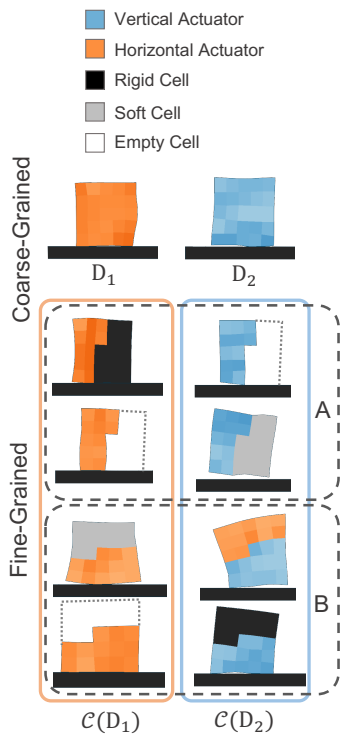 Vertical Actuator
Horizontal Actuator
Rigid Cell
Soft Cell
Empty Cell
Coarse-Grained
D₁
D₂
Fine-Grained
A
B
𝒞(D₁)
𝒞(D₂)